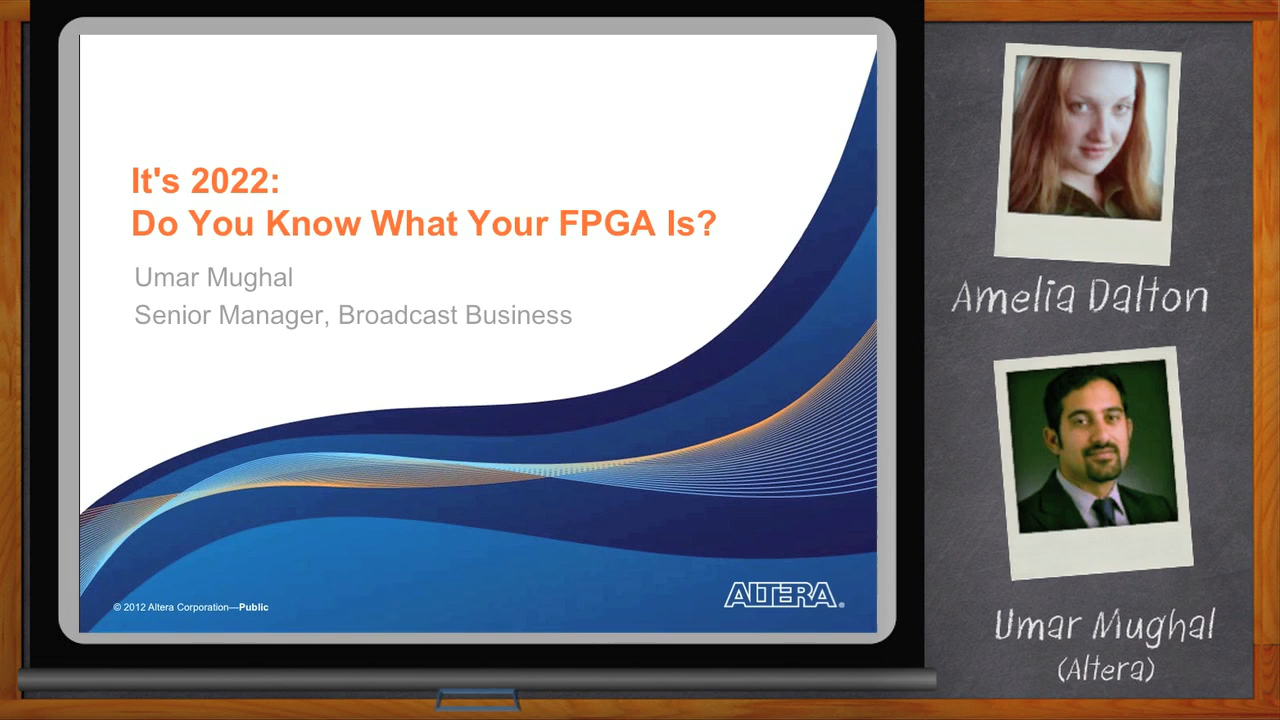 It's 2022:
Do You Know What Your FPGA Is?
Umar Mughal
Senior Manager, Broadcast Business
© 2012 Altera Corporation—Public
ALTERA®
Amelia Dalton
Umar Mughal
(Altera)